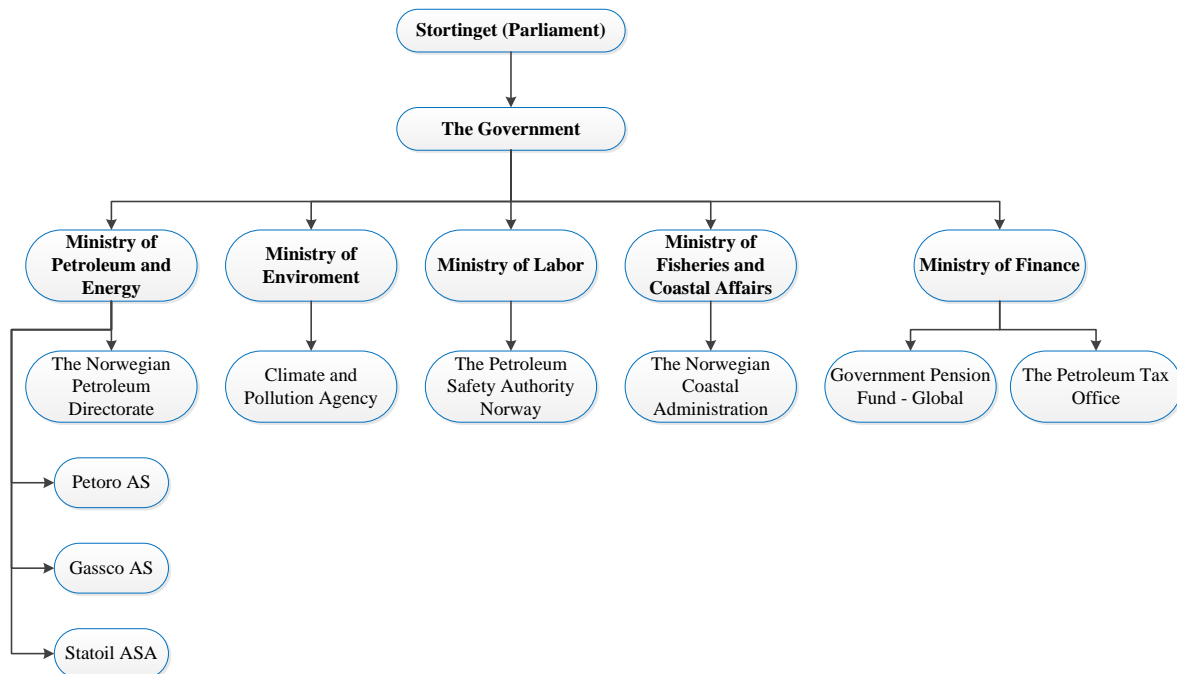 Stortinget (Parliament)
The Government
Ministry of
Petroleum and
Energy
Ministry of
Enviroment
Ministry of Labor
Ministry of
Fisheries and
Coastal Affairs
Ministry of Finance
The Norwegian
Petroleum
Directorate
Climate and
Pollution Agency
The Petroleum
Safety Authority
Norway
The Norwegian
Coastal
Administration
Government Pension
Fund - Global
The Petroleum Tax
Office
Petoro AS
Gassco AS
Statoil ASA